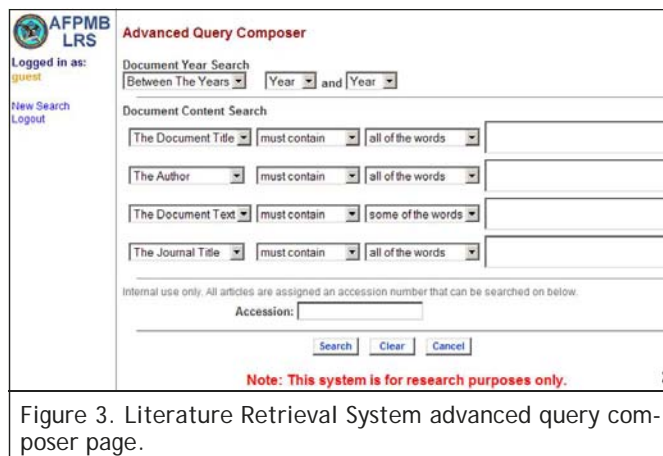 AFPMB
LRS
Logged in as:
guest
New Search
Logout
Advanced Query Composer
Document Year Search
Between The Years Year and Year
Document Content Search
The Document Title must contain all of the words
The Author must contain all of the words
The Document Text must contain some of the words
The Journal Title must contain all of the words
Internal use only. All articles are assigned an accession number that can be searched on below.
Accession:
Search Clear Cancel
Note: This system is for research purposes only.
Figure 3. Literature Retrieval System advanced query com-
poser page.